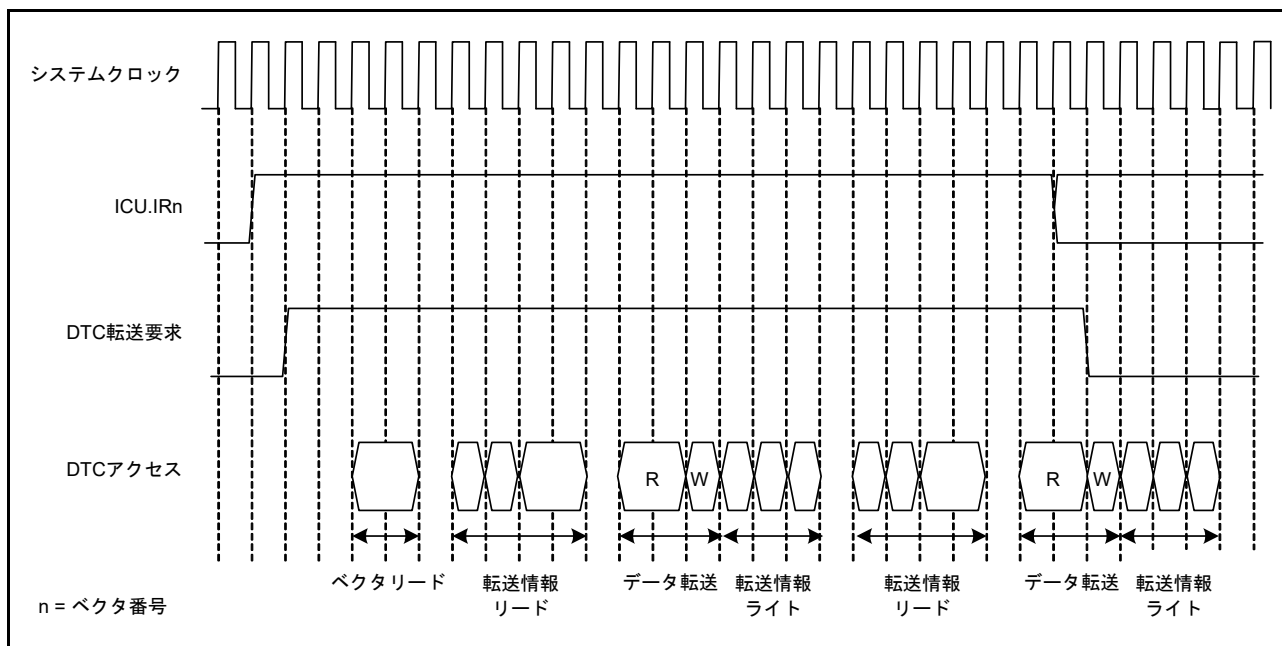 システムクロック
ICU.IRn
DTC転送要求
DTCアクセス
R
W
R
W
ベクタリード
転送情報
リード
データ転送
転送情報
ライト
転送情報
リード
データ転送
転送情報
ライト
n = ベクタ番号